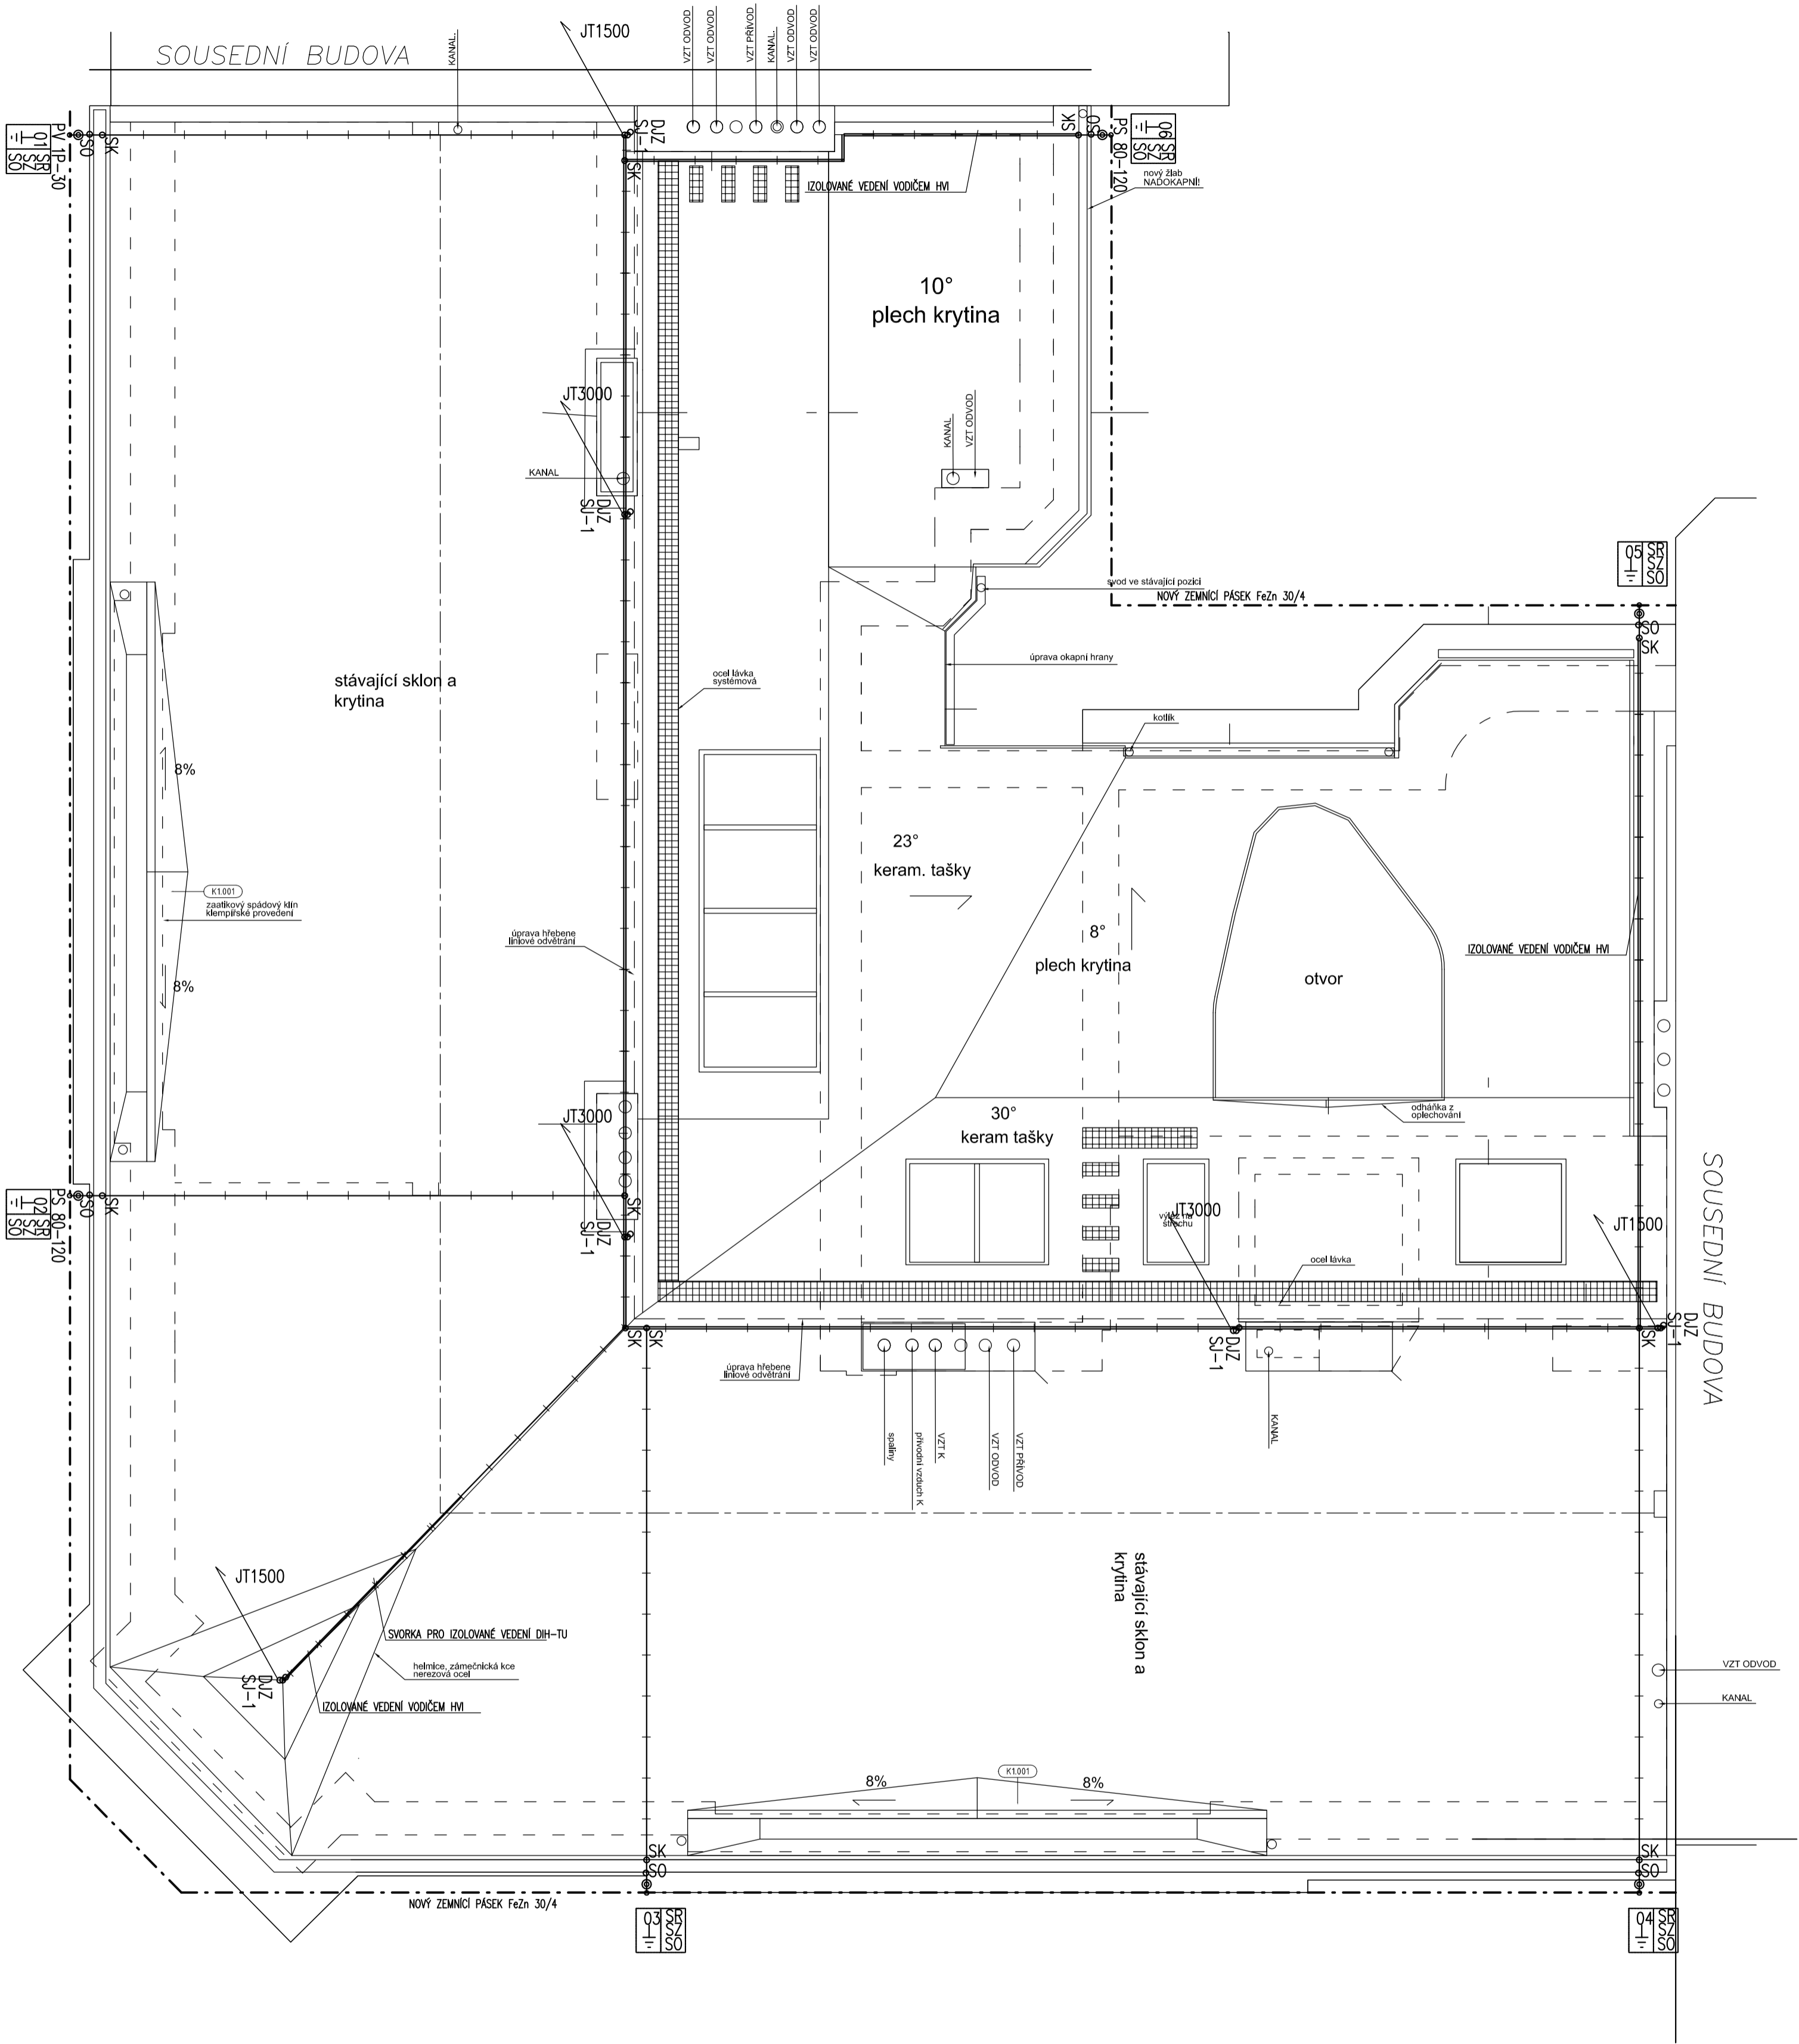 SOUSEDNÍ BUDOVA
KANAL.
JT1500
VZT ODVOD
VZT ODVOD
VZT PŘÍVOD
KANAL.
VZT ODVOD
VZT ODVOD
01
SR
SZ
SO
PV 1P-30
SO
SK
DJZ
SJ-1
SK
SK
OS
PS 80-120
06
SR
SZ
SO
nový žlab
NADOKAPNÍ!
IZOLOVANÉ VEDENÍ VODIČEM HVI
10°
plech krytina
JT3000
KANAL
VZT ODVOD
KANAL
DJZ
SJ-1
05
SR
SZ
SO
svod ve stávající pozici
NOVÝ ZEMNÍCÍ PÁSEK FeZn 30/4
SO
SK
úprava okapní hrany
stávající sklon a
krytina
ocel lávka
systémová
kotlík
8%
23°
keram. tašky
K1.001
zaatikový spádový klín
klempířské provedení
8°
plech krytina
úprava hřebene
liniové odvětrání
IZOLOVANÉ VEDENÍ VODIČEM HVI
otvor
8%
JT3000
30°
keram tašky
odháňka z
oplechování
SOUSEDNÍ BUDOVA
02
SR
SZ
SO
PS 80-120
SO
SK
SK
DJZ
SJ-1
JT3000
výlez na
střechu
JT1500
ocel lávka
SK
SK
DJZ
SJ-1
SK
DJZ
SJ-1
úprava hřebene
liniové odvětrání
spaliny
přívodní vzduch K
VZT K
VZT ODVOD
VZT PŘÍVOD
KANAL
JT1500
stávající sklon a
krytina
SVORKA PRO IZOLOVANÉ VEDENÍ DIH-TU
helmice, zámečnická kce
nerezová ocel
DJZ
SJ-1
IZOLOVANÉ VEDENÍ VODIČEM HVI
VZT ODVOD
KANAL
8%
K1.001
8%
SK
SO
SK
SO
NOVÝ ZEMNÍCÍ PÁSEK FeZn 30/4
03
SR
SZ
SO
04
SR
SZ
SO